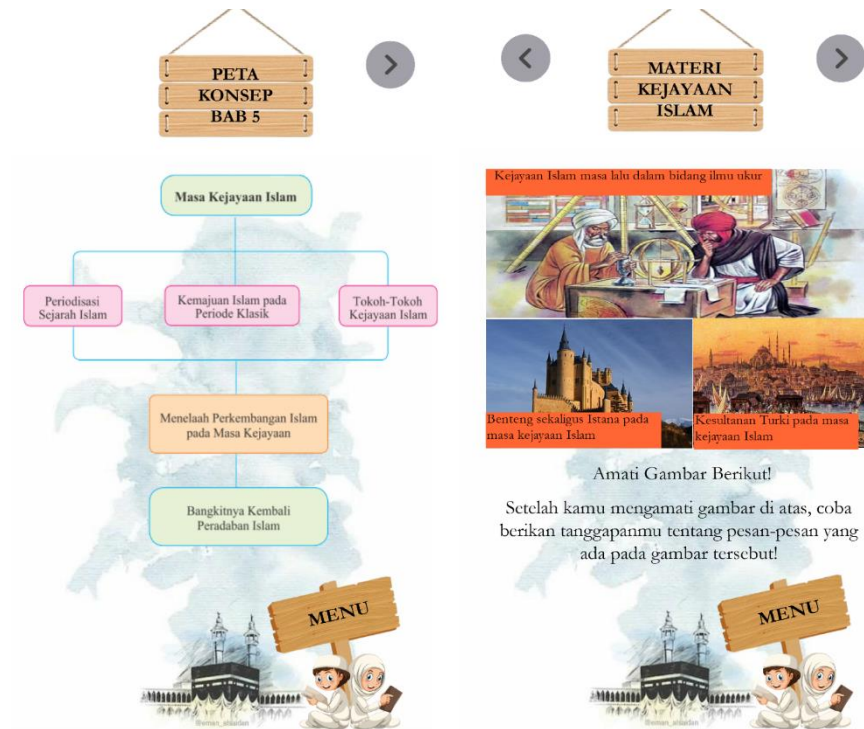 PETA
KONSEP
BAB 5
Masa Kejayaan Islam
Periodisasi
Sejarah Islam
Kemajuan Islam pada
Periode Klasik
Tokoh-Tokoh
Kejayaan Islam
Menelaah Perkembangan Islam
pada Masa Kejayaan
Bangkitnya Kembali
Peradaban Islam
MENU
MATERI
KEJAYAAN
ISLAM
Kejayaan Islam masa lalu dalam bidang ilmu ukur
Benteng sekaligus Istana pada
masa kejayaan Islam
Kesultanan Turki pada masa
kejayaan Islam
Amati Gambar Berikut!
Setelah kamu mengamati gambar di atas, coba
berikan tanggapanmu tentang pesan-pesan yang
ada pada gambar tersebut!
MENU